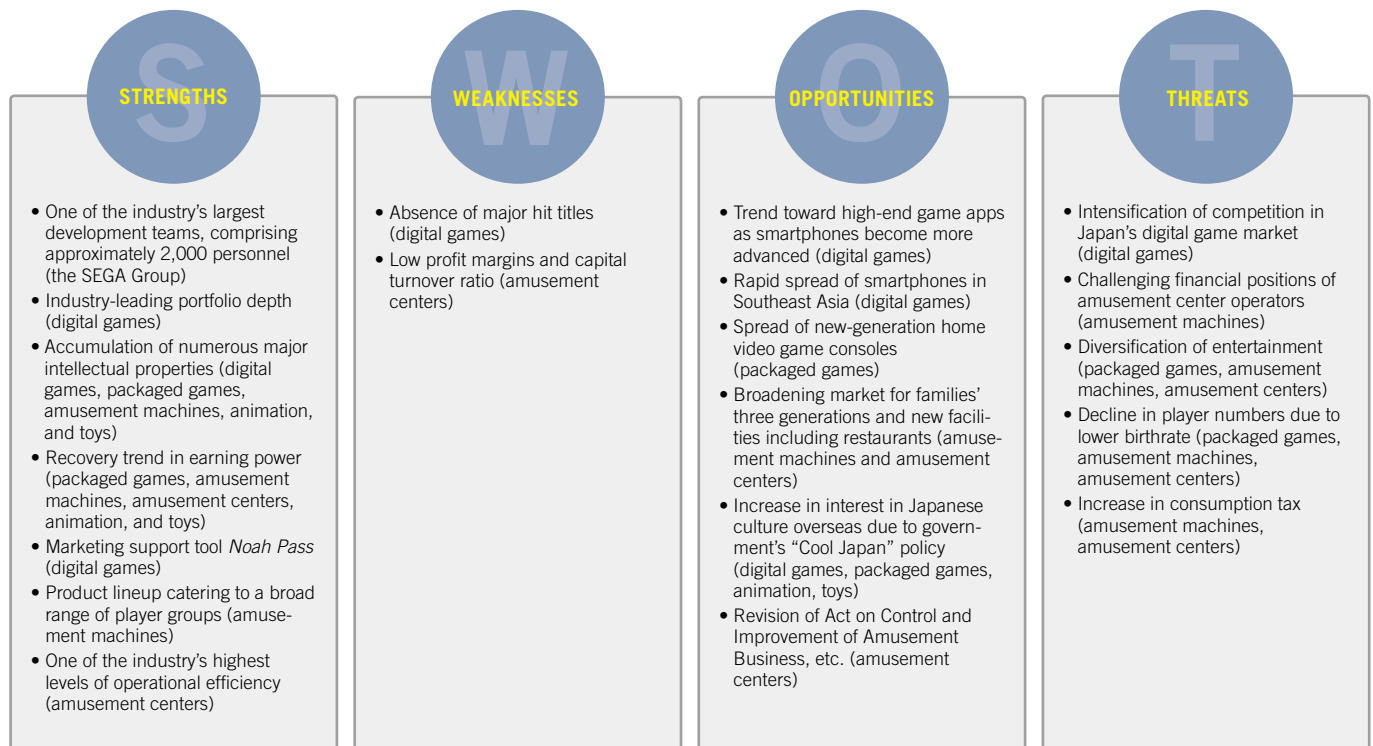 S
STRENGTHS
• One of the industry's largest
development teams, comprising
approximately 2,000 personnel
(the SEGA Group)
• Industry-leading portfolio depth
(digital games)
• Accumulation of numerous major
intellectual properties (digital
games, packaged games,
amusement machines, animation,
and toys)
• Recovery trend in earning power
(packaged games, amusement
machines, amusement centers,
animation, and toys)
• Marketing support tool Noah Pass
(digital games)
• Product lineup catering to a broad
range of player groups (amuse-
ment machines)
• One of the industry's highest
levels of operational efficiency
(amusement centers)
W
WEAKNESSES
• Absence of major hit titles
(digital games)
• Low profit margins and capital
turnover ratio (amusement
centers)
O
OPPORTUNITIES
• Trend toward high-end game apps
as smartphones become more
advanced (digital games)
• Rapid spread of smartphones in
Southeast Asia (digital games)
• Spread of new-generation home
video game consoles
(packaged games)
• Broadening market for families'
three generations and new facili-
ties including restaurants (amuse-
ment machines and amusement
centers)
• Increase in interest in Japanese
culture overseas due to govern-
ment's "Cool Japan" policy
(digital games, packaged games,
animation, toys)
• Revision of Act on Control and
Improvement of Amusement
Business, etc. (amusement
centers)
T
THREATS
• Intensification of competition in
Japan's digital game market
(digital games)
• Challenging financial positions of
amusement center operators
(amusement machines)
• Diversification of entertainment
(packaged games, amusement
machines, amusement centers)
• Decline in player numbers due to
lower birthrate (packaged games,
amusement machines,
amusement centers)
• Increase in consumption tax
(amusement machines,
amusement centers)